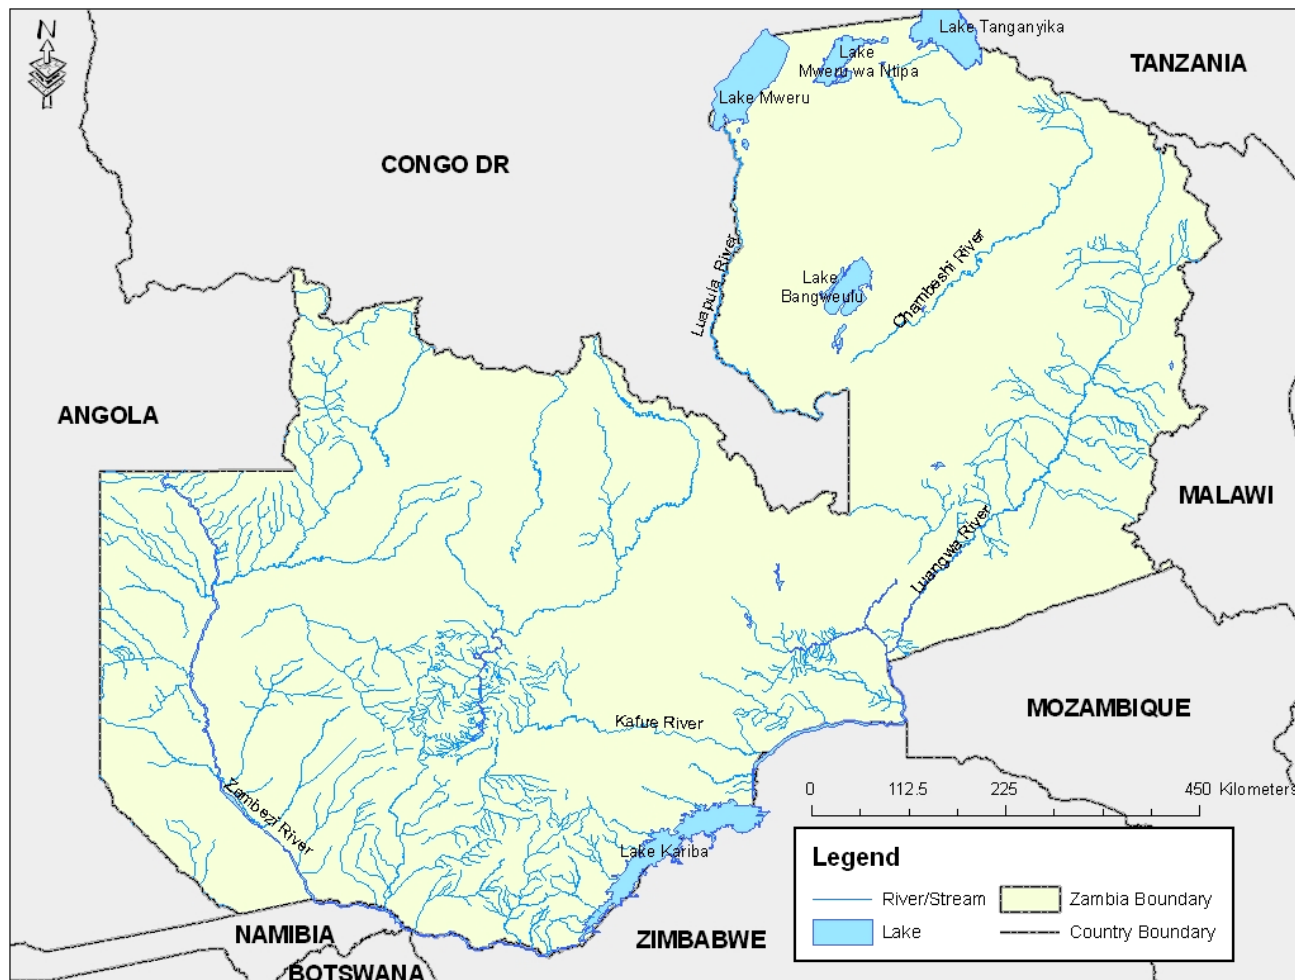 N
Lake Tanganyika
Lake
Mweru wa Ntipa
TANZANIA
Lake Mweru
CONGO DR
Luapula River
Lake
Bangweulu
Chambeshi River
ANGOLA
MALAWI
Luangwa River
MOZAMBIQUE
Kafue River
Zambezi River
Lake Kariba
0 112.5 225 450 Kilometers
Legend
River/Stream
Zambia Boundary
Lake
Country Boundary
NAMIBIA
ZIMBABWE
BOTSWANA